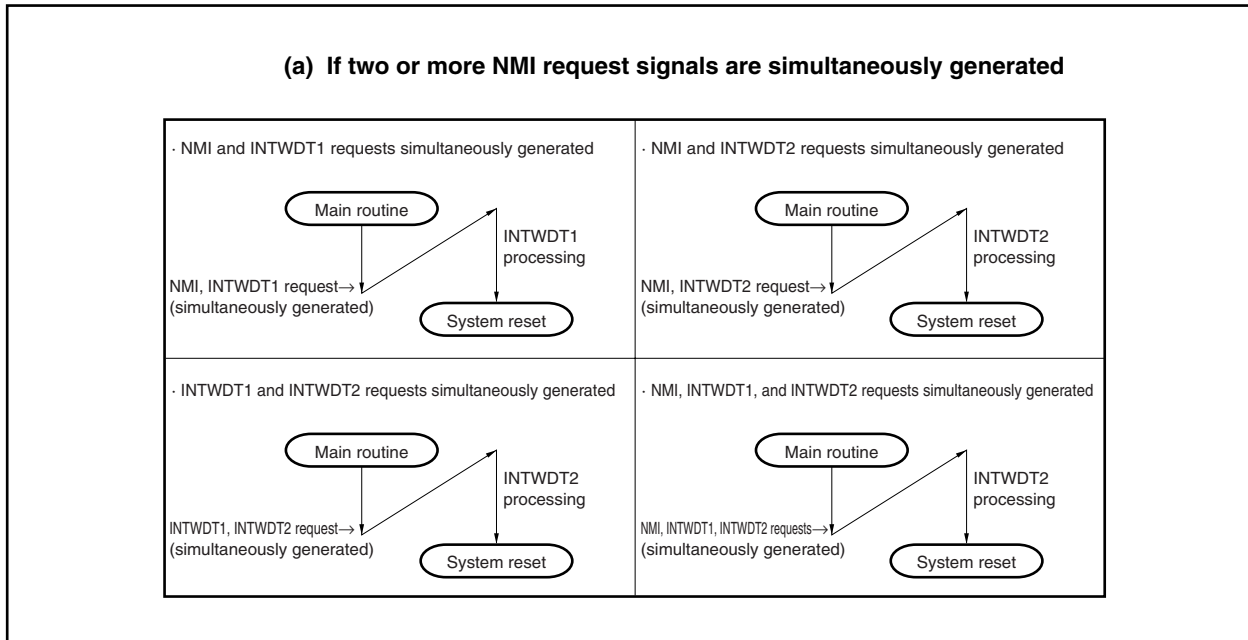 (a) If two or more NMI request signals are simultaneously generated
· NMI and INTWDT1 requests simultaneously generated
Main routine
INTWDT1
processing
NMI, INTWDT1 request→
(simultaneously generated)
System reset
· NMI and INTWDT2 requests simultaneously generated
Main routine
INTWDT2
processing
NMI, INTWDT2 request→
(simultaneously generated)
System reset
· INTWDT1 and INTWDT2 requests simultaneously generated
Main routine
INTWDT2
processing
INTWDT1, INTWDT2 request→
(simultaneously generated)
System reset
· NMI, INTWDT1, and INTWDT2 requests simultaneously generated
Main routine
INTWDT2
processing
NMI, INTWDT1, INTWDT2 requests→
(simultaneously generated)
System reset